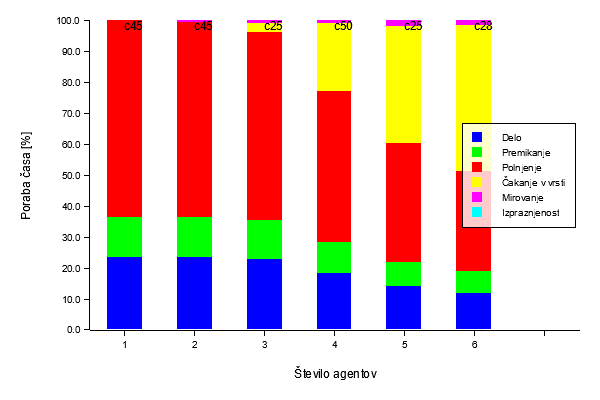 100.0
90.0
80.0
70.0
60.0
50.0
40.0
30.0
20.0
10.0
0.0
Poraba časa [%]
c45 c45 c25 c50 c25 c28
Delo
Premikanje
Polnjenje
Čakanje v vrsti
Mirovanje
Izpraznjenost
1 2 3 4 5 6
Število agentov